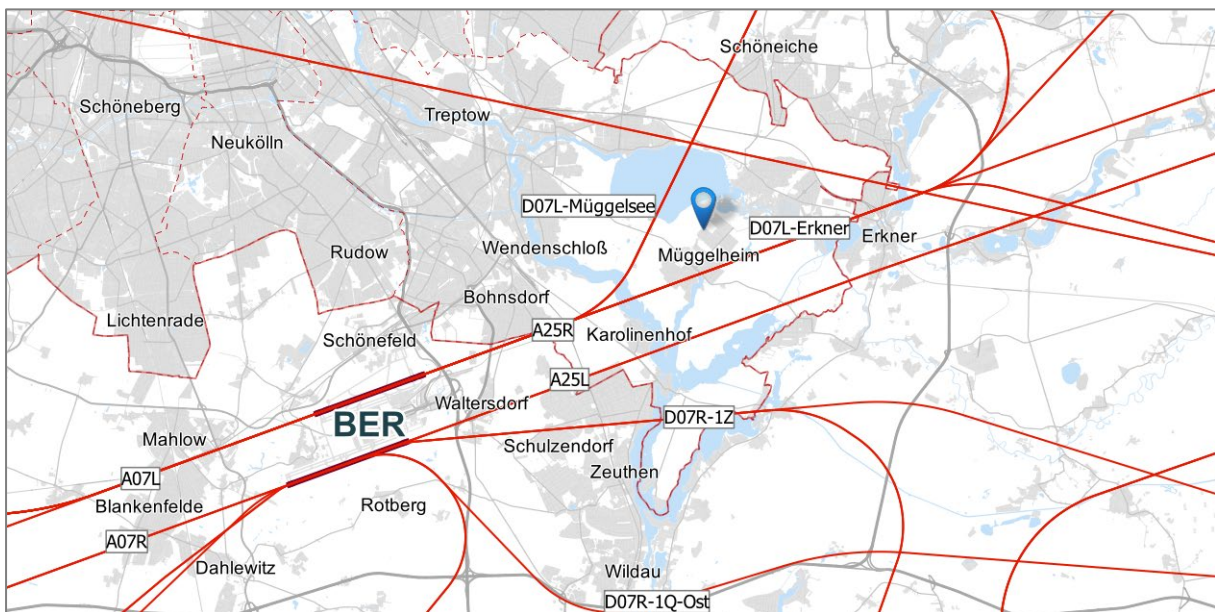 Schöneiche
Schöneberg
Treptow
Neukölln
D07L-Müggelsee
D07L-Erkner
Erkner
Wendenschloß
Müggelheim
Rudow
Bohnsdorf
Lichtenrade
Schönefeld
A25R
Karolinenhof
A25L
Waltersdorf
BER
D07R-1Z
Mahlow
Schulzendorf
Zeuthen
A07L
Blankenfelde
Rotberg
A07R
Dahlewitz
Wildau
D07R-1Q-Ost